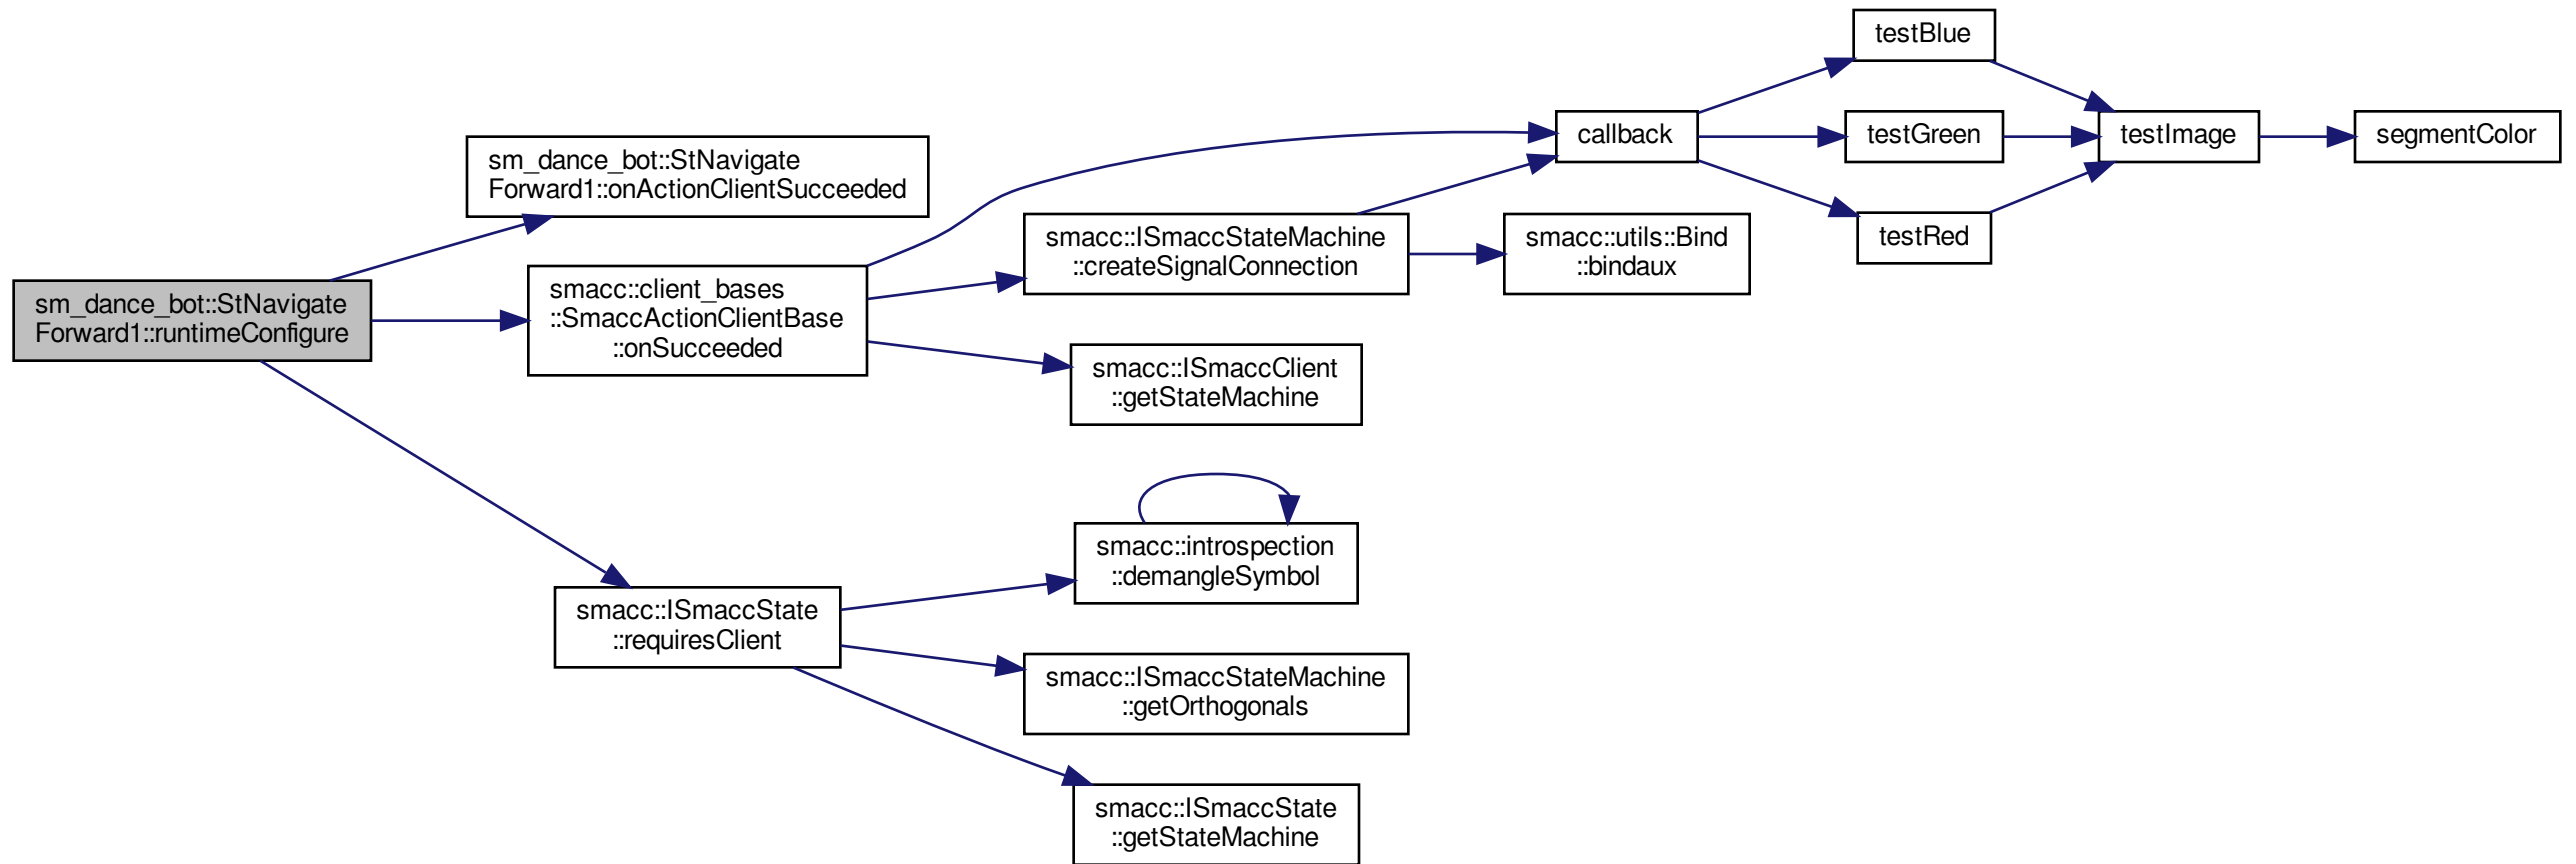 sm_dance_bot::StNavigate
Forward1::runtimeConfigure
sm_dance_bot::StNavigate
Forward1::onActionClientSucceeded
smacc::client_bases
::SmaccActionClientBase
::onSucceeded
smacc::ISmaccState
::requiresClient
smacc::ISmaccStateMachine
::createSignalConnection
smacc::ISmaccClient
::getStateMachine
smacc::introspection
::demangleSymbol
smacc::ISmaccStateMachine
::getOrthogonals
smacc::ISmaccState
::getStateMachine
callback
smacc::utils::Bind
::bindaux
testBlue
testGreen
testRed
testImage
segmentColor